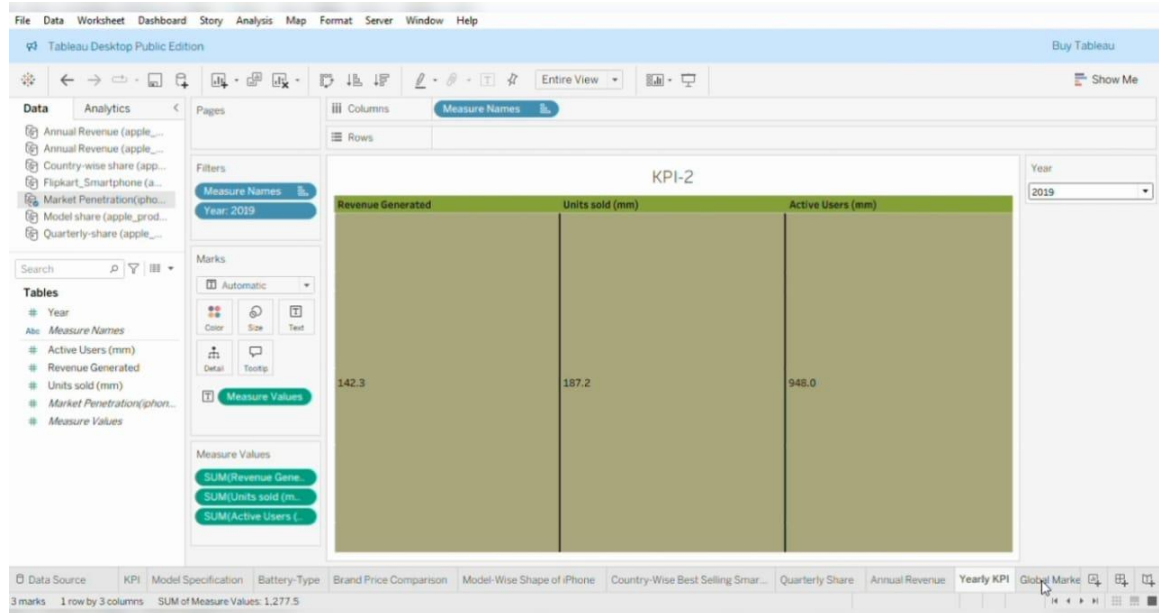 File Data Worksheet Dashboard Story Analysis Map Format Server Window Help
Tableau Desktop Public Edition Buy Tableau
Entire View Show Me
Data Analytics
Annual Revenue (apple_...
Annual Revenue (apple_...
Country-wise share (app...
Flipkart_Smartphone (a...
Market Penetration(ipho...
Model share (apple_prod...
Quarterly-share (apple_...
Search
Tables
# Year
Abc Measure Names
# Active Users (mm)
# Revenue Generated
# Units sold (mm)
# Market Penetration(iphon...
# Measure Values
Pages
Filters
Measure Names
Year: 2019
Marks
Automatic
Color Size Text
Detail Tooltip
Measure Values
Measure Values
SUM(Revenue Gene..
SUM(Units sold (m..
SUM(Active Users (..
Columns Measure Names
Rows
KPI-2
Revenue Generated Units sold (mm) Active Users (mm)
142.3 187.2 948.0
Year
2019
Data Source KPI Model Specification Battery-Type Brand Price Comparison Model-Wise Shape of iPhone Country-Wise Best Selling Smar... Quarterly Share Annual Revenue Yearly KPI Global Marke
3 marks 1 row by 3 columns SUM of Measure Values: 1,277.5